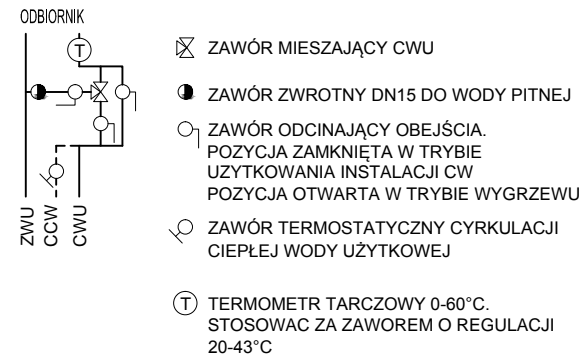 ODBIORNIK
T
ZWU
CCW
CWU
ZAWÓR MIESZAJĄCY CWU
ZAWÓR ZWROTNY DN15 DO WODY PITNEJ
ZAWÓR ODCINAJĄCY OBEJŚCIA.
POZYCJA ZAMKNIĘTA W TRYBIE
UZYTKOWANIA INSTALACJI CW
POZYCJA OTWARTA W TRYBIE WYGRZEWU
ZAWÓR TERMOSTATYCZNY CYRKULACJI
CIEPŁEJ WODY UŻYTKOWEJ
T TERMOMETR TARCZOWY 0-60°C.
STOSOWAC ZA ZAWOREM O REGULACJI
20-43°C